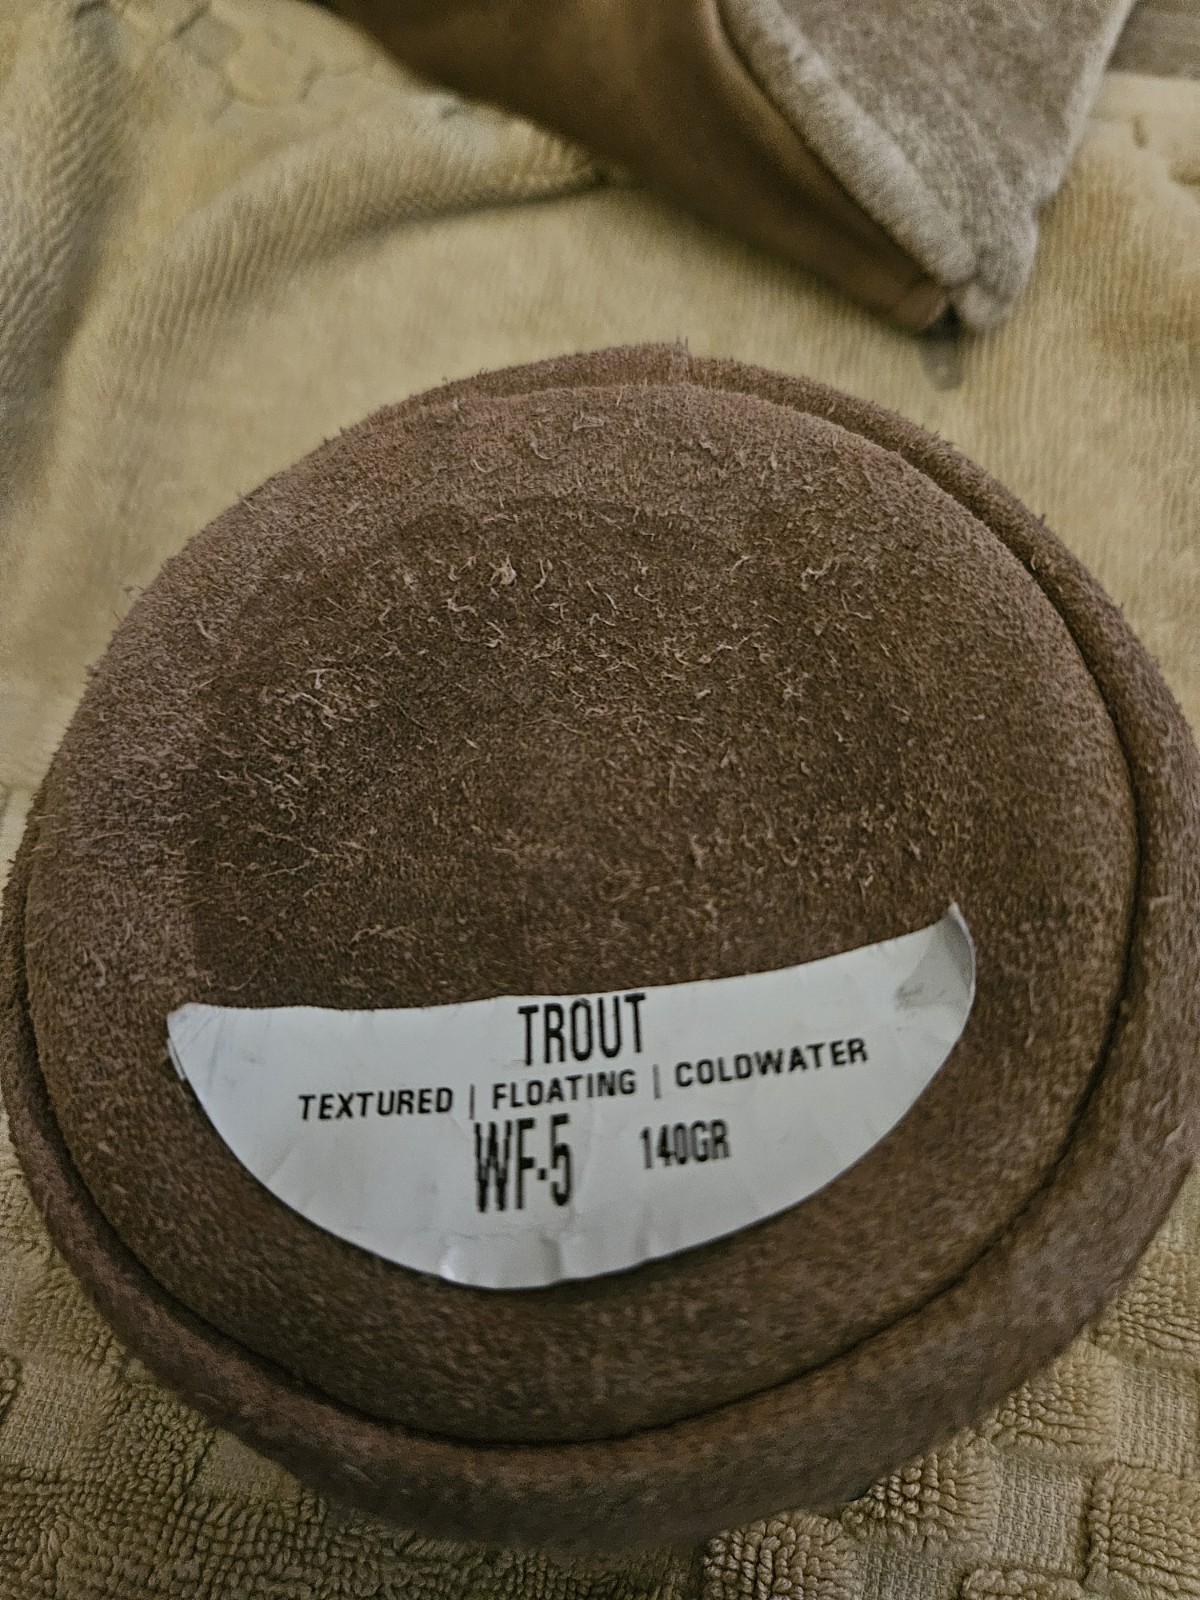 TROUT
TEXTURED | FLOATING | COLDWATER
WF-5 140GR